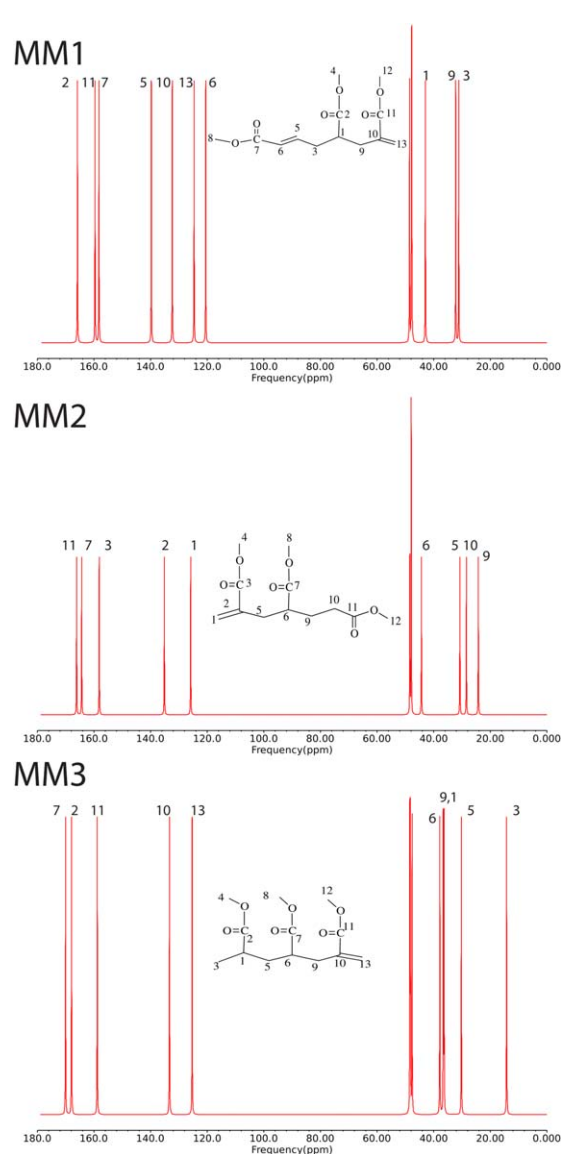 MM1
2 11 7 5 10 13 6 1 9 3
4 12
O O
O 2 O 11
O 5 1 10
8 O 7 6 3 9 13
180.0 160.0 140.0 120.0 100.0 80.00 60.00 40.00 20.00 0.000
Frequency(ppm)
MM2
11 7 3 2 1 6 5 10 9
4 8
O O
O 3 O 7
2 10 11 O 12
1 5 6 9 O
180.0 160.0 140.0 120.0 100.0 80.00 60.00 40.00 20.00 0.000
Frequency(ppm)
MM3
7 2 11 10 13 6 9,1 5 3
4 8 12
O O O
O 2 O 7 O 11
3 1 5 6 9 10 13
180.0 160.0 140.0 120.0 100.0 80.00 60.00 40.00 20.00 0.000
Frequency(ppm)